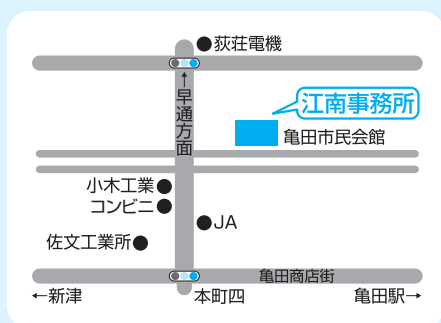 荻荘電機
↑早通方面
江南事務所
亀田市民会館
小木工業
コンビニ
JA
佐文工業所
亀田商店街
←新津
本町四
亀田駅→